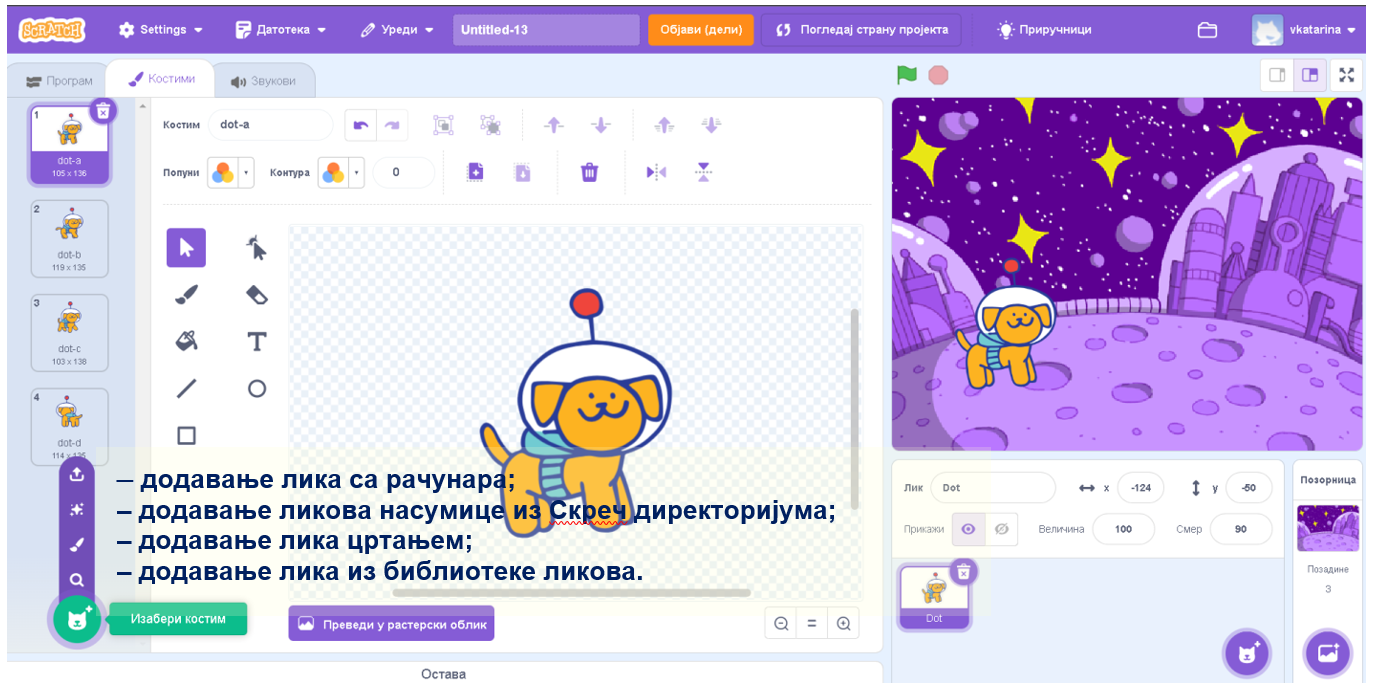 SCRATCH
Settings
Датотека
Уреди
Untitled-13
Објави (дели)
Погледај страну пројекта
Приручници
vkatarina
Програм
Костими
Звукови
1
dot-a
105 x 136
2
dot-b
119 x 135
3
dot-c
103 x 138
4
dot-d
114 x 135
Костим
dot-a
Попуни
Контура
0
– додавање лика са рачунара;
– додавање ликова насумице из Скреч директоријума;
– додавање лика цртањем;
– додавање лика из библиотеке ликова.
Изабери костим
Преведи у растерски облик
Остава
Лик
Dot
x
-124
y
-50
Прикажи
Величина
100
Смер
90
Dot
Позорница
Позадине
3